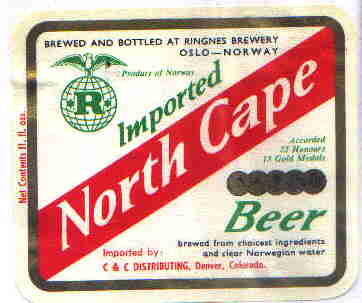 BREWED AND BOTTLED AT RINGNES BREWERY
OSLO—NORWAY
Produce of Norway
R
Imported
North Cape
Accorded
22 Honours
13 Gold Medals
Beer
brewed from choicest ingredients
and clear Norwegian water
Imported by:
C & C DISTRIBUTING, Denver, Colorado.
Net Contents 11. fl. ozs.